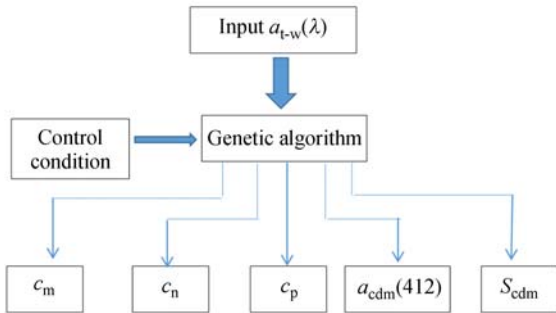 Input a_t-w(λ)
Control
condition
Genetic algorithm
c_m
c_n
c_p
a_cdm(412)
S_cdm